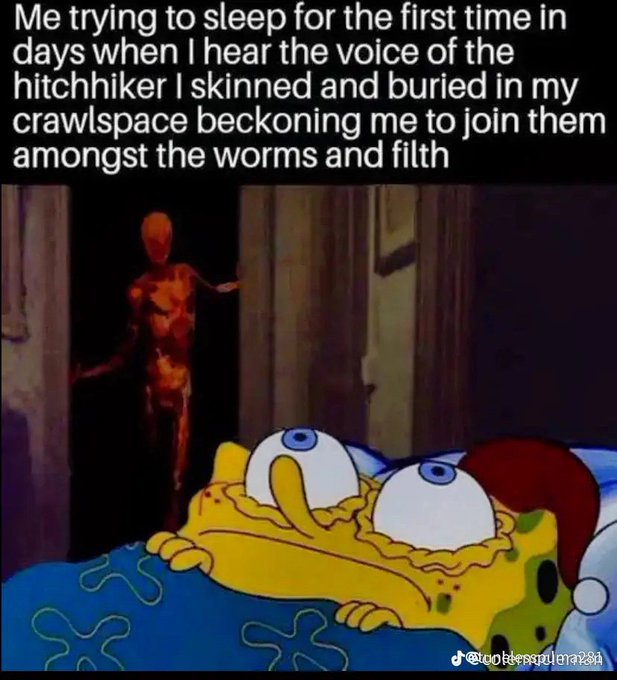 Me trying to sleep for the first time in
days when I hear the voice of the
hitchhiker I skinned and buried in my
crawlspace beckoning me to join them
amongst the worms and filth